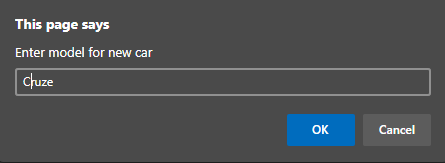 This page says
Enter model for new car
Cruze
OK Cancel